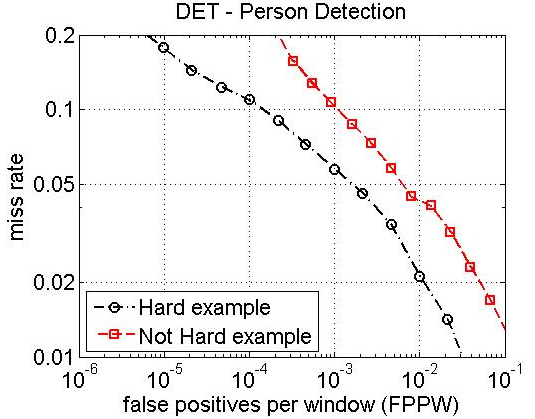 DET - Person Detection
0.2
0.1
0.05
0.02
0.01
miss rate
Hard example
Not Hard example
10^-6 10^-5 10^-4 10^-3 10^-2 10^-1
false positives per window (FPPW)